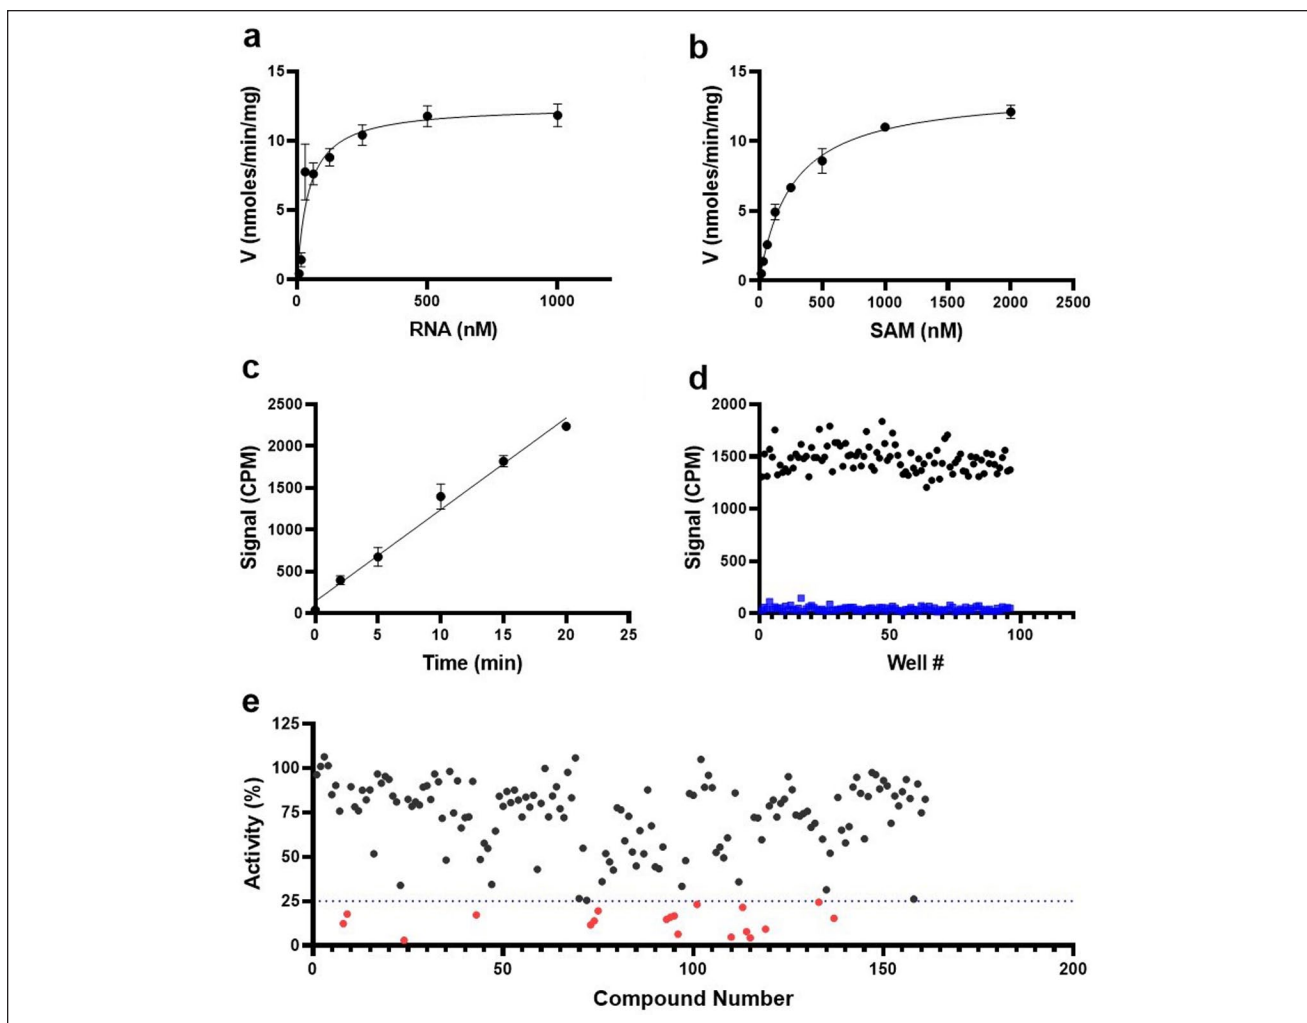 a
15
10
5
0
V (nmoles/min/mg)
0 500 1000
RNA (nM)
b
15
10
5
0
V (nmoles/min/mg)
0 500 1000 1500 2000 2500
SAM (nM)
c
2500
2000
1500
1000
500
0
Signal (CPM)
0 5 10 15 20 25
Time (min)
d
2000
1500
1000
500
0
Signal (CPM)
0 50 100
Well #
e
125
100
75
50
25
0
Activity (%)
0 50 100 150 200
Compound Number